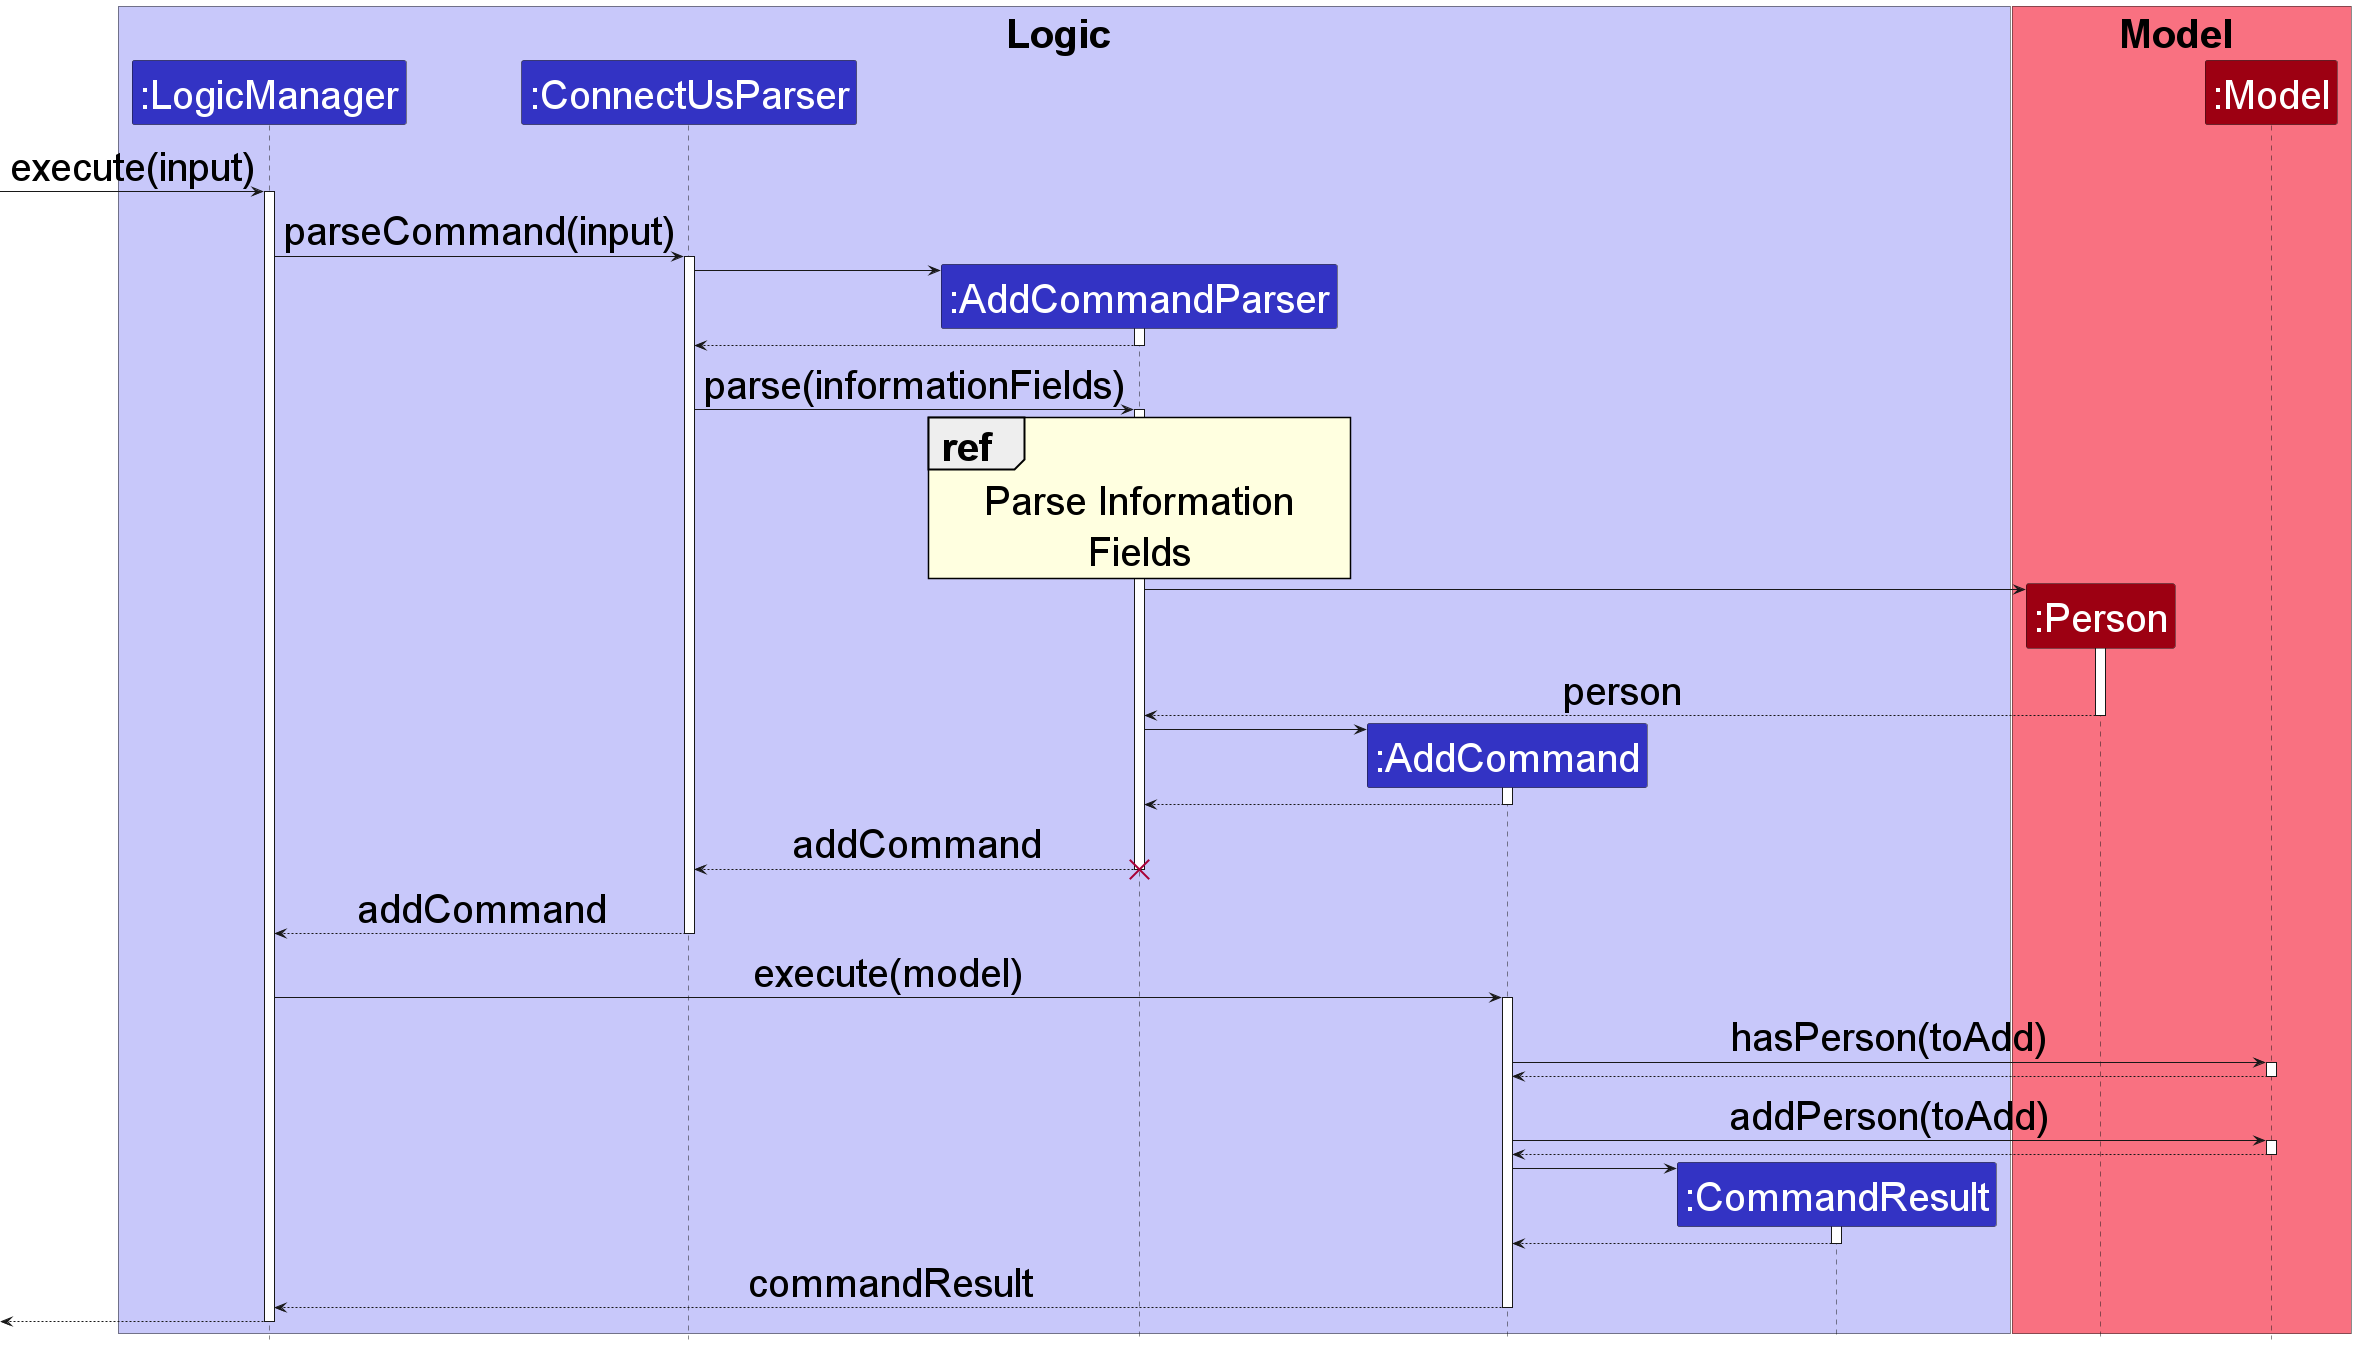 Logic
Model
:LogicManager
:ConnectUsParser
:Model
execute(input)
parseCommand(input)
:AddCommandParser
parse(informationFields)
ref
Parse Information
Fields
:Person
person
:AddCommand
addCommand
addCommand
execute(model)
hasPerson(toAdd)
addPerson(toAdd)
:CommandResult
commandResult